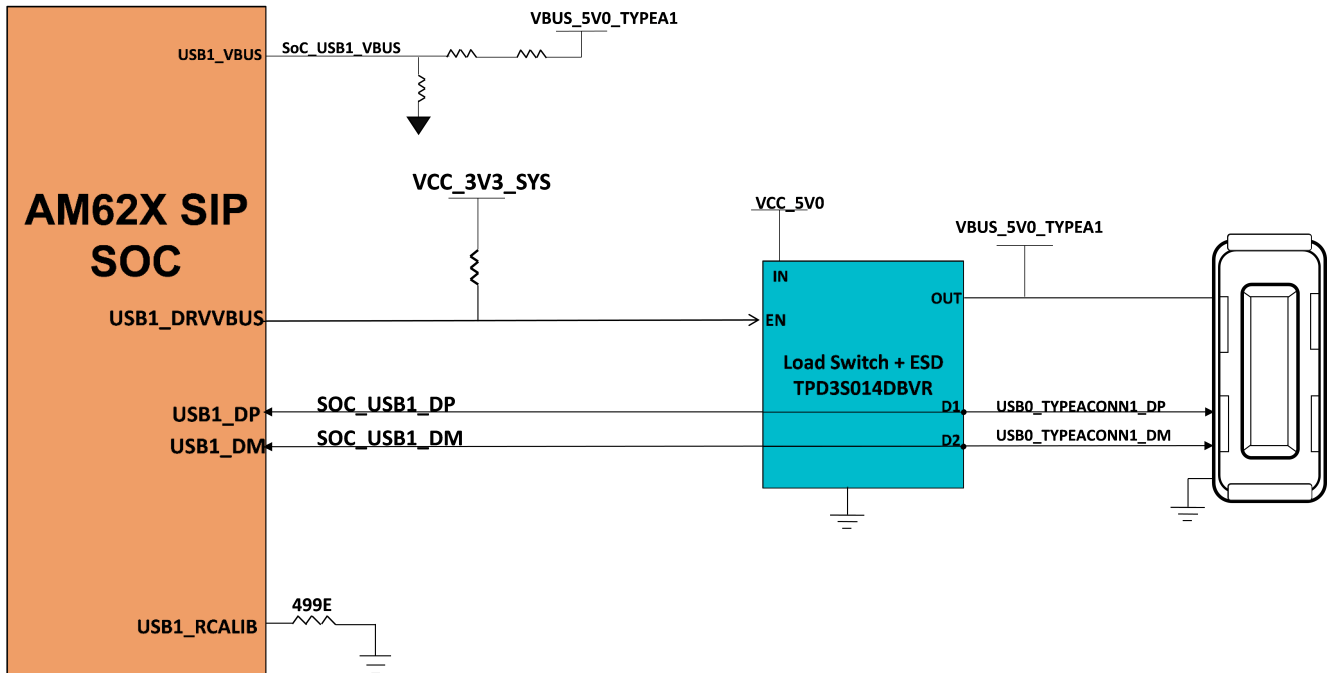 VBUS_5V0_TYPEA1
USB1_VBUS
SoC_USB1_VBUS
VCC_3V3_SYS
AM62X SIP
SOC
VCC_5V0
VBUS_5V0_TYPEA1
IN
OUT
USB1_DRVVBUS
EN
Load Switch + ESD
TPD3S014DBVR
USB1_DP
SOC_USB1_DP
D1
USB0_TYPEACONN1_DP
USB1_DM
SOC_USB1_DM
D2
USB0_TYPEACONN1_DM
499E
USB1_RCALIB